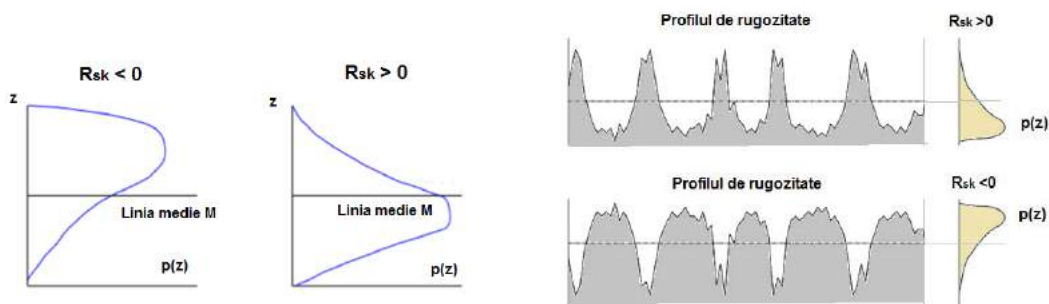 Rsk < 0
z
Linia medie M
p(z)
Rsk > 0
z
Linia medie M
p(z)
Profilul de rugozitate
Rsk >0
p(z)
Profilul de rugozitate
Rsk <0
p(z)